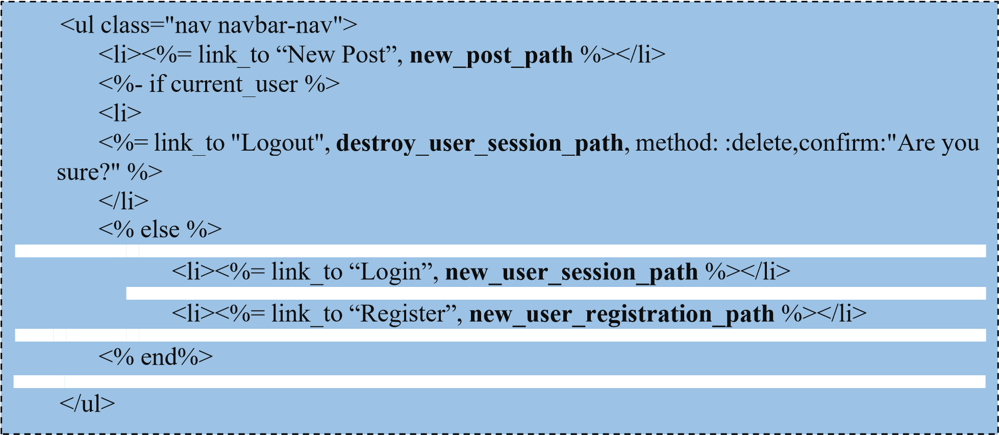 <ul class="nav navbar-nav">
<li><%= link_to “New Post”, new_post_path %></li>
<%- if current_user %>
<li>
<%= link_to "Logout", destroy_user_session_path, method: :delete,confirm:"Are you
sure?" %>
</li>
<% else %>
<li><%= link_to “Login”, new_user_session_path %></li>
<li><%= link_to “Register”, new_user_registration_path %></li>
<% end%>
</ul>